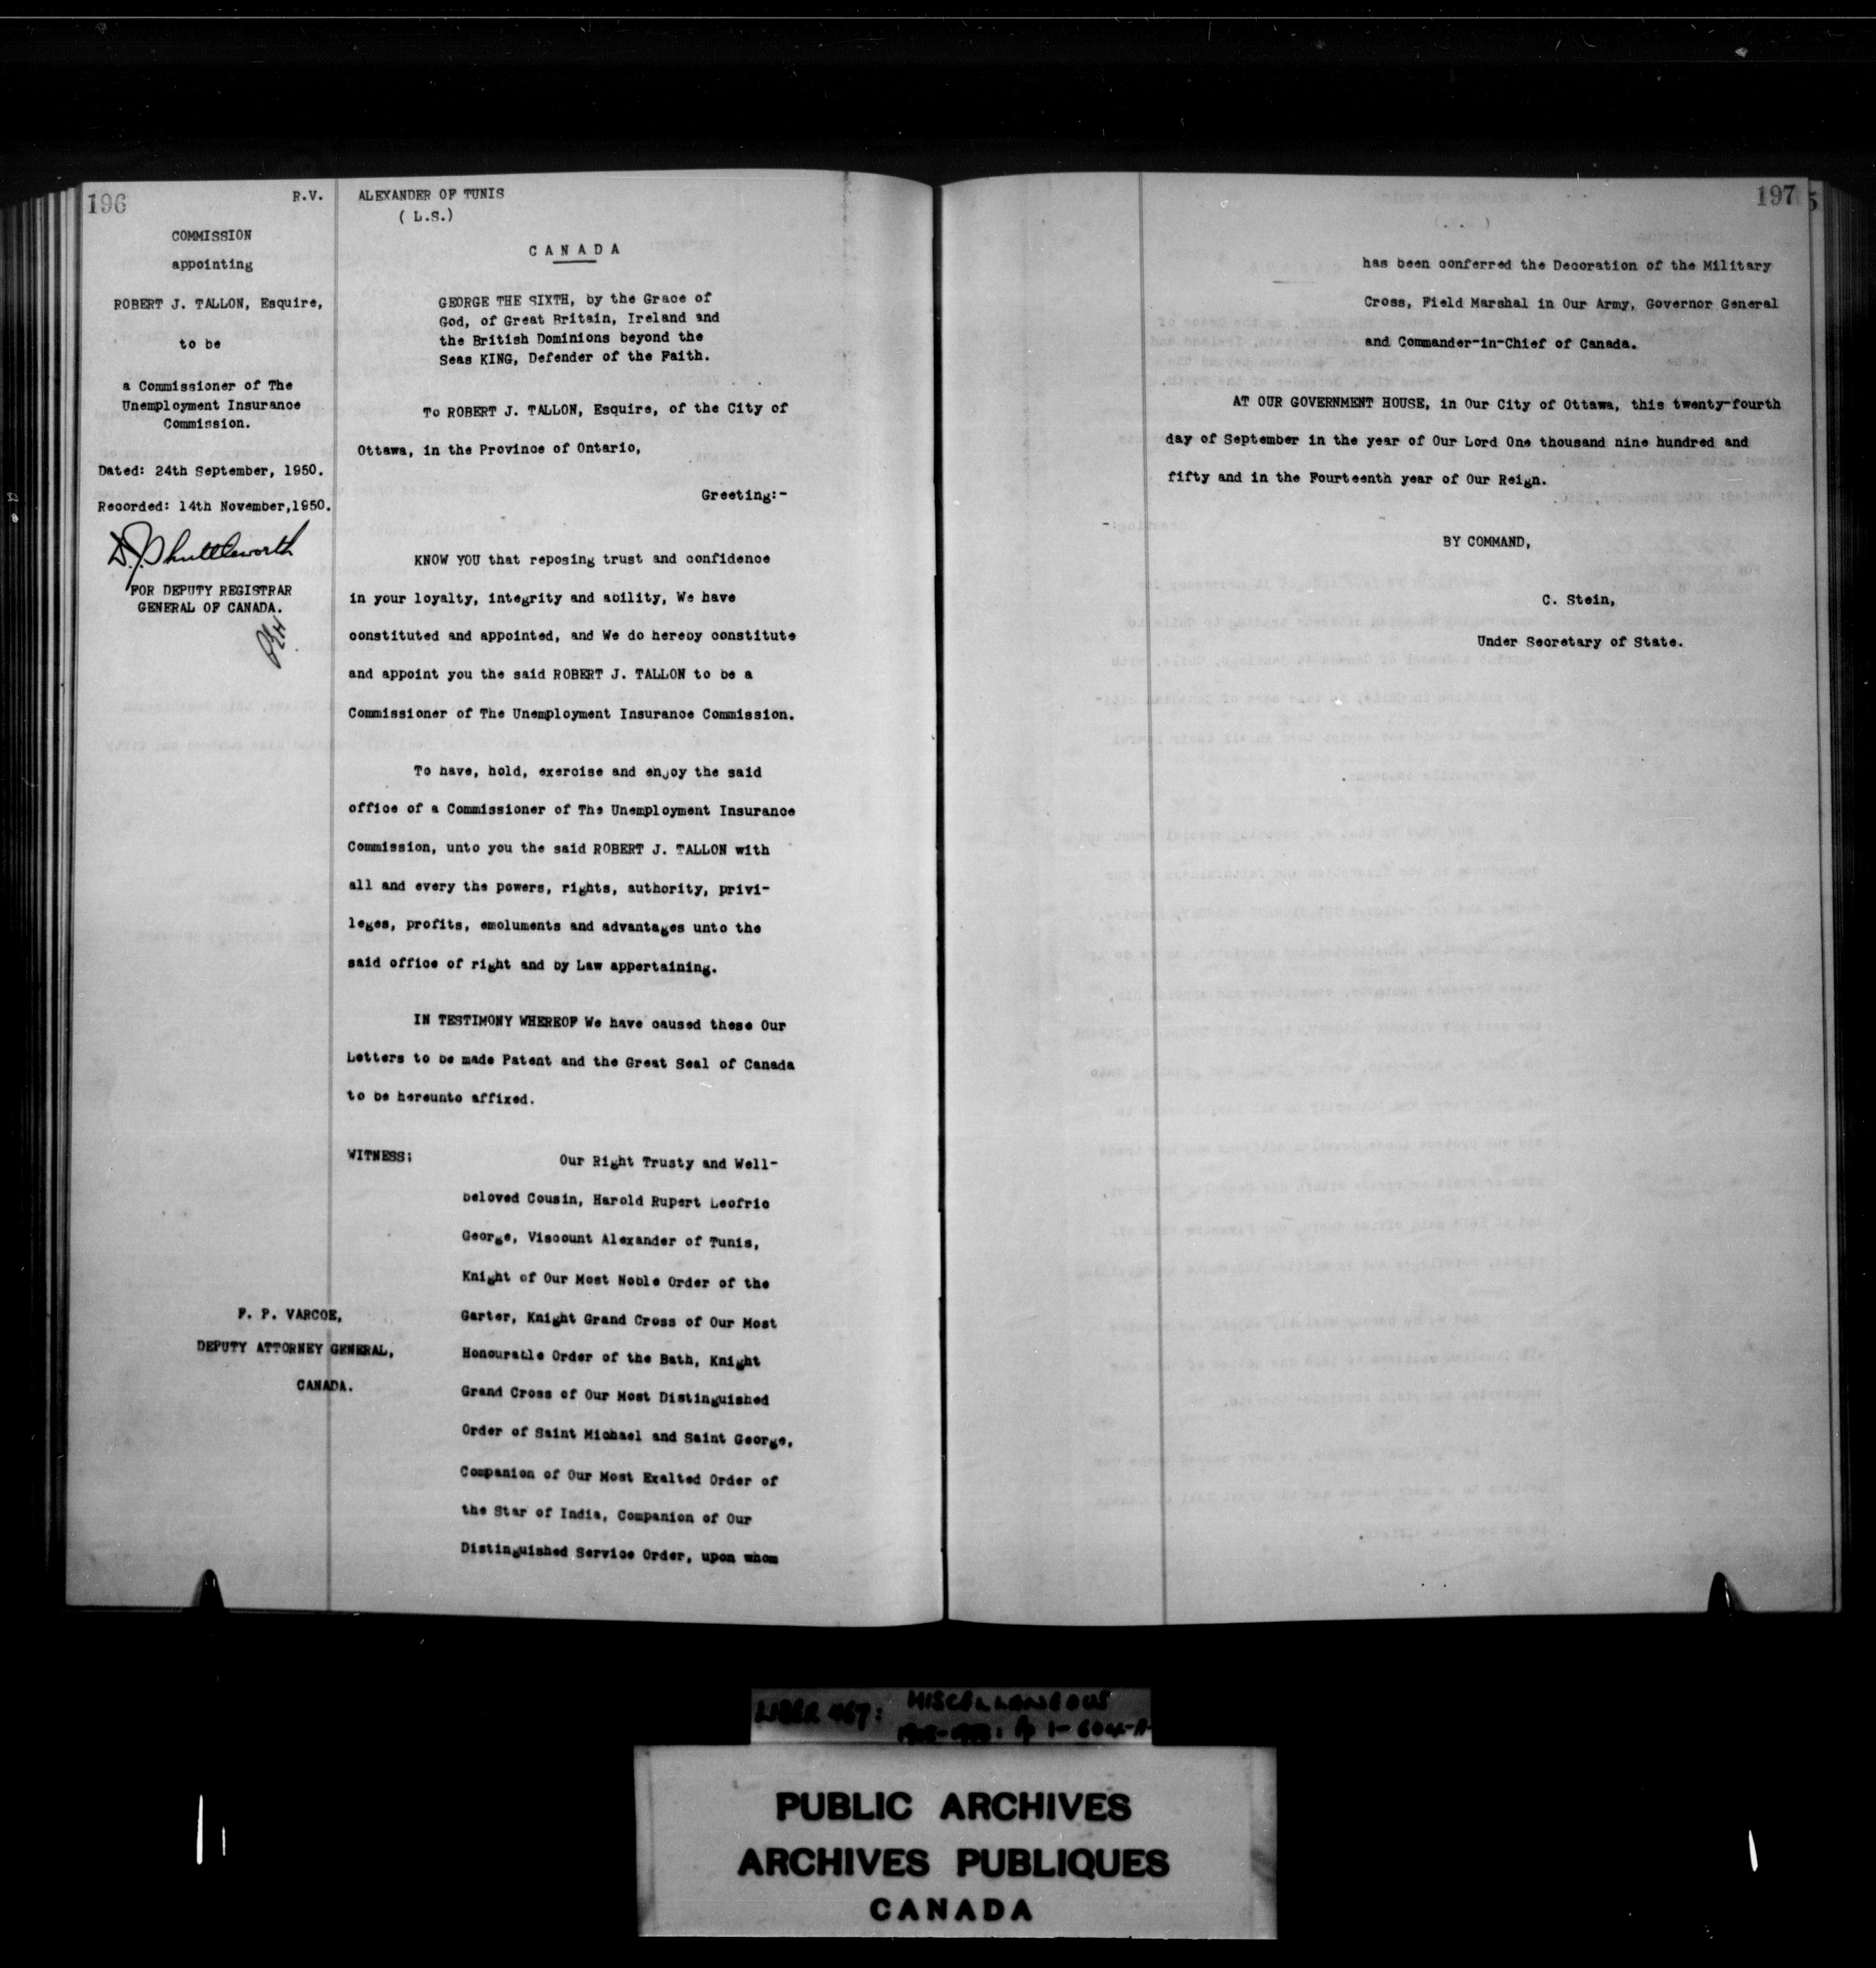 196
R.V.
COMMISSION
appointing
ROBERT J. TALLON, Esquire,
to be
a Commissioner of The
Unemployment Insurance
Commission.
Dated: 24th September, 1950.
Recorded: 14th November,1950.
D.J. Shuttleworth
FOR DEPUTY REGISTRAR
GENERAL OF CANADA.
F. P. VARCOE,
DEPUTY ATTORNEY GENERAL,
CANADA.
ALEXANDER OF TUNIS
( L.S.)
CANADA
GEORGE THE SIXTH, by the Grace of
God, of Great Britain, Ireland and
the British Dominions beyond the
Seas KING, Defender of the Faith.
To ROBERT J. TALLON, Esquire, of the City of
Ottawa, in the Province of Ontario,
Greeting:-
KNOW YOU that reposing trust and confidence
in your loyalty, integrity and ability, We have
constituted and appointed, and We do hereby constitute
and appoint you the said ROBERT J. TALLON to be a
Commissioner of The Unemployment Insurance Commission.
To have, hold, exercise and enjoy the said
office of a Commissioner of The Unemployment Insurance
Commission, unto you the said ROBERT J. TALLON with
all and every the powers, rights, authority, privi-
leges, profits, emoluments and advantages unto the
said office of right and by Law appertaining.
IN TESTIMONY WHEREOF We have caused these Our
Letters to be made Patent and the Great Seal of Canada
to be hereunto affixed.
WITNESS: Our Right Trusty and Well-
beloved Cousin, Harold Rupert Leofric
George, Viscount Alexander of Tunis,
Knight of Our Most Noble Order of the
Garter, Knight Grand Cross of Our Most
Honourable Order of the Bath, Knight
Grand Cross of Our Most Distinguished
Order of Saint Michael and Saint George,
Companion of Our Most Exalted Order of
the Star of India, Companion of Our
Distinguished Service Order, upon whom
197
has been conferred the Decoration of the Military
Cross, Field Marshal in Our Army, Governor General
and Commander-in-Chief of Canada.
AT OUR GOVERNMENT HOUSE, in Our City of Ottawa, this twenty-fourth
day of September in the year of Our Lord One thousand nine hundred and
fifty and in the Fourteenth year of Our Reign.
BY COMMAND,
C. Stein,
Under Secretary of State.
LIBER 467: MISCELLANEOUS
PUBLIC ARCHIVES
ARCHIVES PUBLIQUES
CANADA